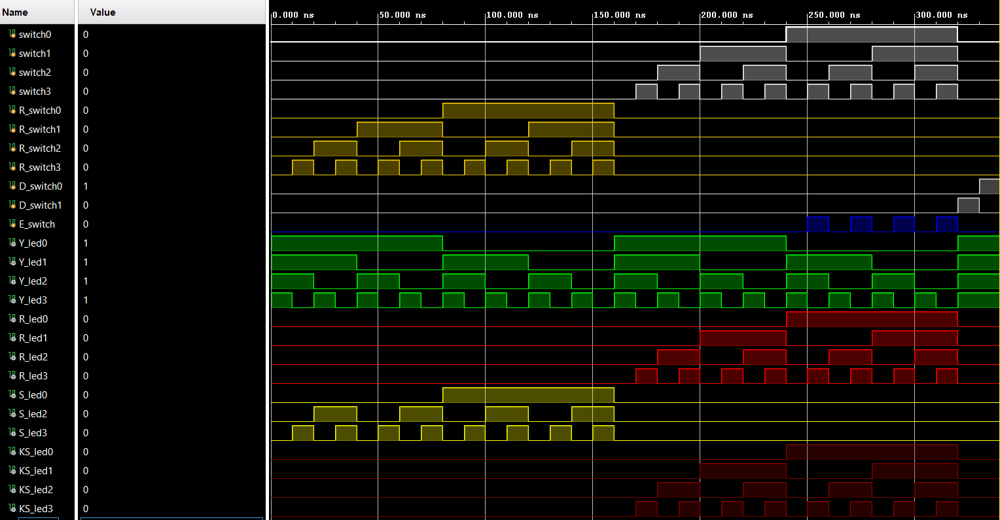 Name Value 0.000 ns 50.000 ns 100.000 ns 150.000 ns 200.000 ns 250.000 ns 300.000 ns
switch0 0
switch1 0
switch2 0
switch3 0
R_switch0 0
R_switch1 0
R_switch2 0
R_switch3 0
D_switch0 1
D_switch1 0
E_switch 0
Y_led0 1
Y_led1 1
Y_led2 1
Y_led3 1
R_led0 0
R_led1 0
R_led2 0
R_led3 0
S_led0 0
S_led2 0
S_led3 0
KS_led0 0
KS_led1 0
KS_led2 0
KS_led3 0